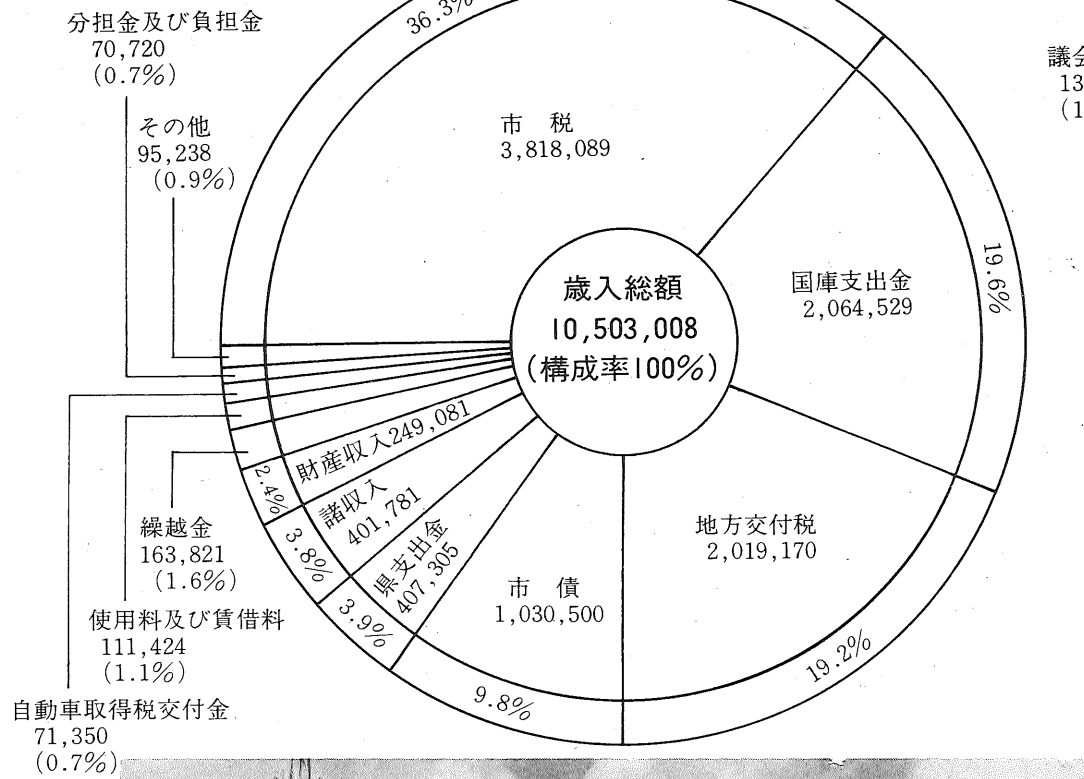 分担金及び負担金
70,720
(0.7%)
その他
95,238
(0.9%)
36.3%
市 税
3,818,089
議会
13
(1
19.6%
国庫支出金
2,064,529
歳入総額
10,503,008
(構成率100%)
財産収入249,081
2.4%
諸収入
401,781
3.8%
県支出金
407,305
3.9%
市 債
1,030,500
9.8%
地方交付税
2,019,170
19.2%
繰越金
163,821
(1.6%)
使用料及び賃借料
111,424
(1.1%)
自動車取得税交付金
71,350
(0.7%)